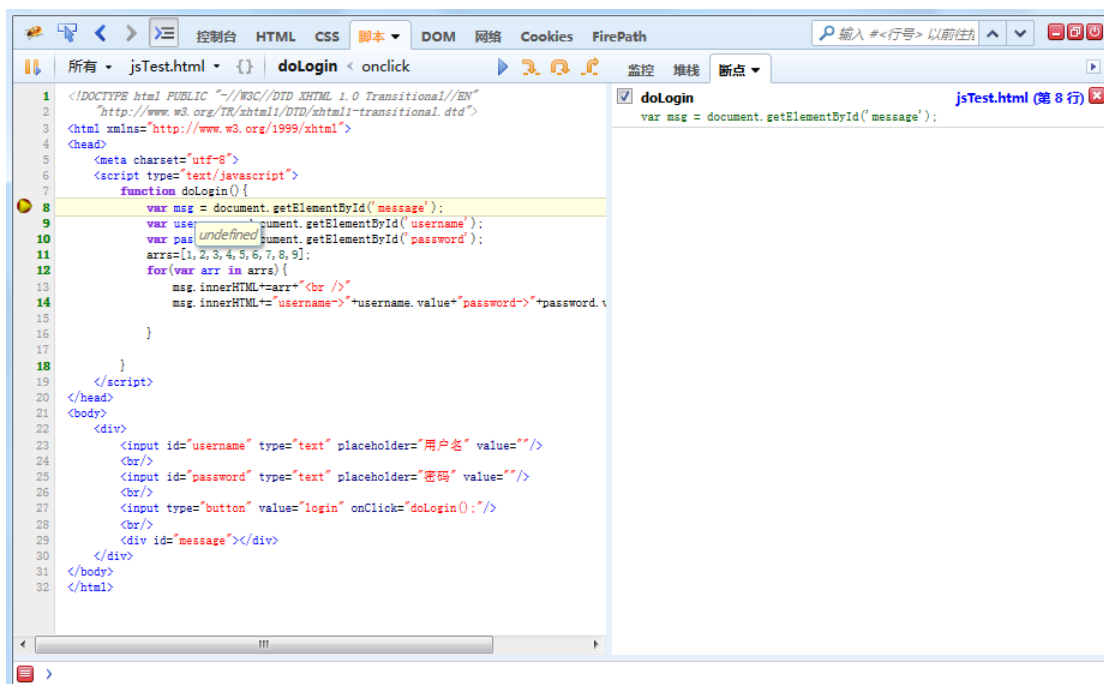 控制台 HTML CSS 脚本 DOM 网络 Cookies FirePath 输入 #<行号> 以前往
所有 jsTest.html {} doLogin < onclick 监控 堆栈 断点
doLogin jsTest.html (第 8 行)
var msg = document.getElementById('message');
1 <!DOCTYPE html PUBLIC "-//W3C//DTD XHTML 1.0 Transitional//EN"
2 "http://www.w3.org/TR/xhtml1/DTD/xhtml1-transitional.dtd">
3 <html xmlns="http://www.w3.org/1999/xhtml">
4 <head>
5 <meta charset="utf-8">
6 <script type="text/javascript">
7 function doLogin(){
8 var msg = document.getElementById('message');
9 var use cument.getElementById('username');
undefined
10 var pas cument.getElementById('password');
11 arrs=[1,2,3,4,5,6,7,8,9];
12 for(var arr in arrs){
13 msg.innerHTML+=arr+"<br />"
14 msg.innerHTML+="username->"+username.value+"password->"+password.v
15
16 }
17
18 }
19 </script>
20 </head>
21 <body>
22 <div>
23 <input id="username" type="text" placeholder="用户名" value=""/>
24 <br/>
25 <input id="password" type="text" placeholder="密码" value=""/>
26 <br/>
27 <input type="button" value="login" onClick="doLogin();"/>
28 <br/>
29 <div id="message"></div>
30 </div>
31 </body>
32 </html>